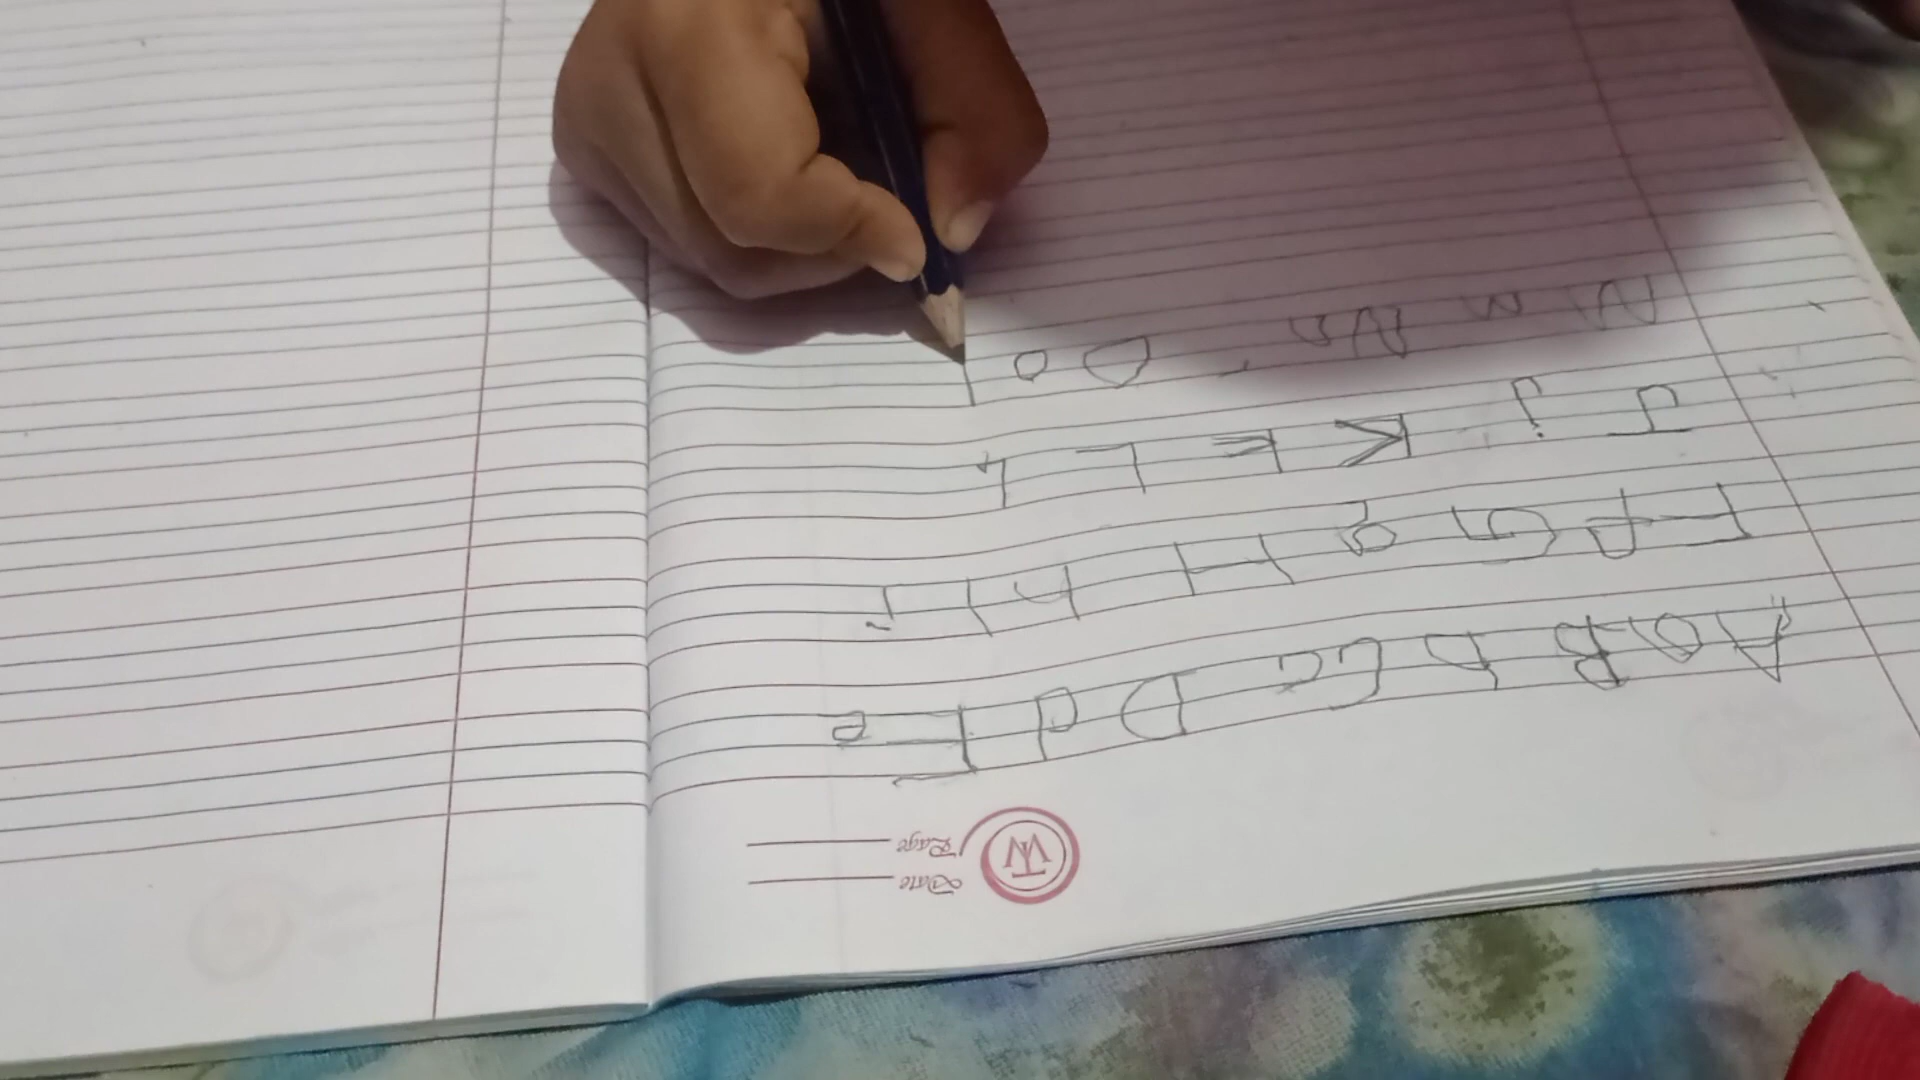 Date
Page
A a B b C c D d E e
F f G g H h I i
J j K k L l
M m N n O o